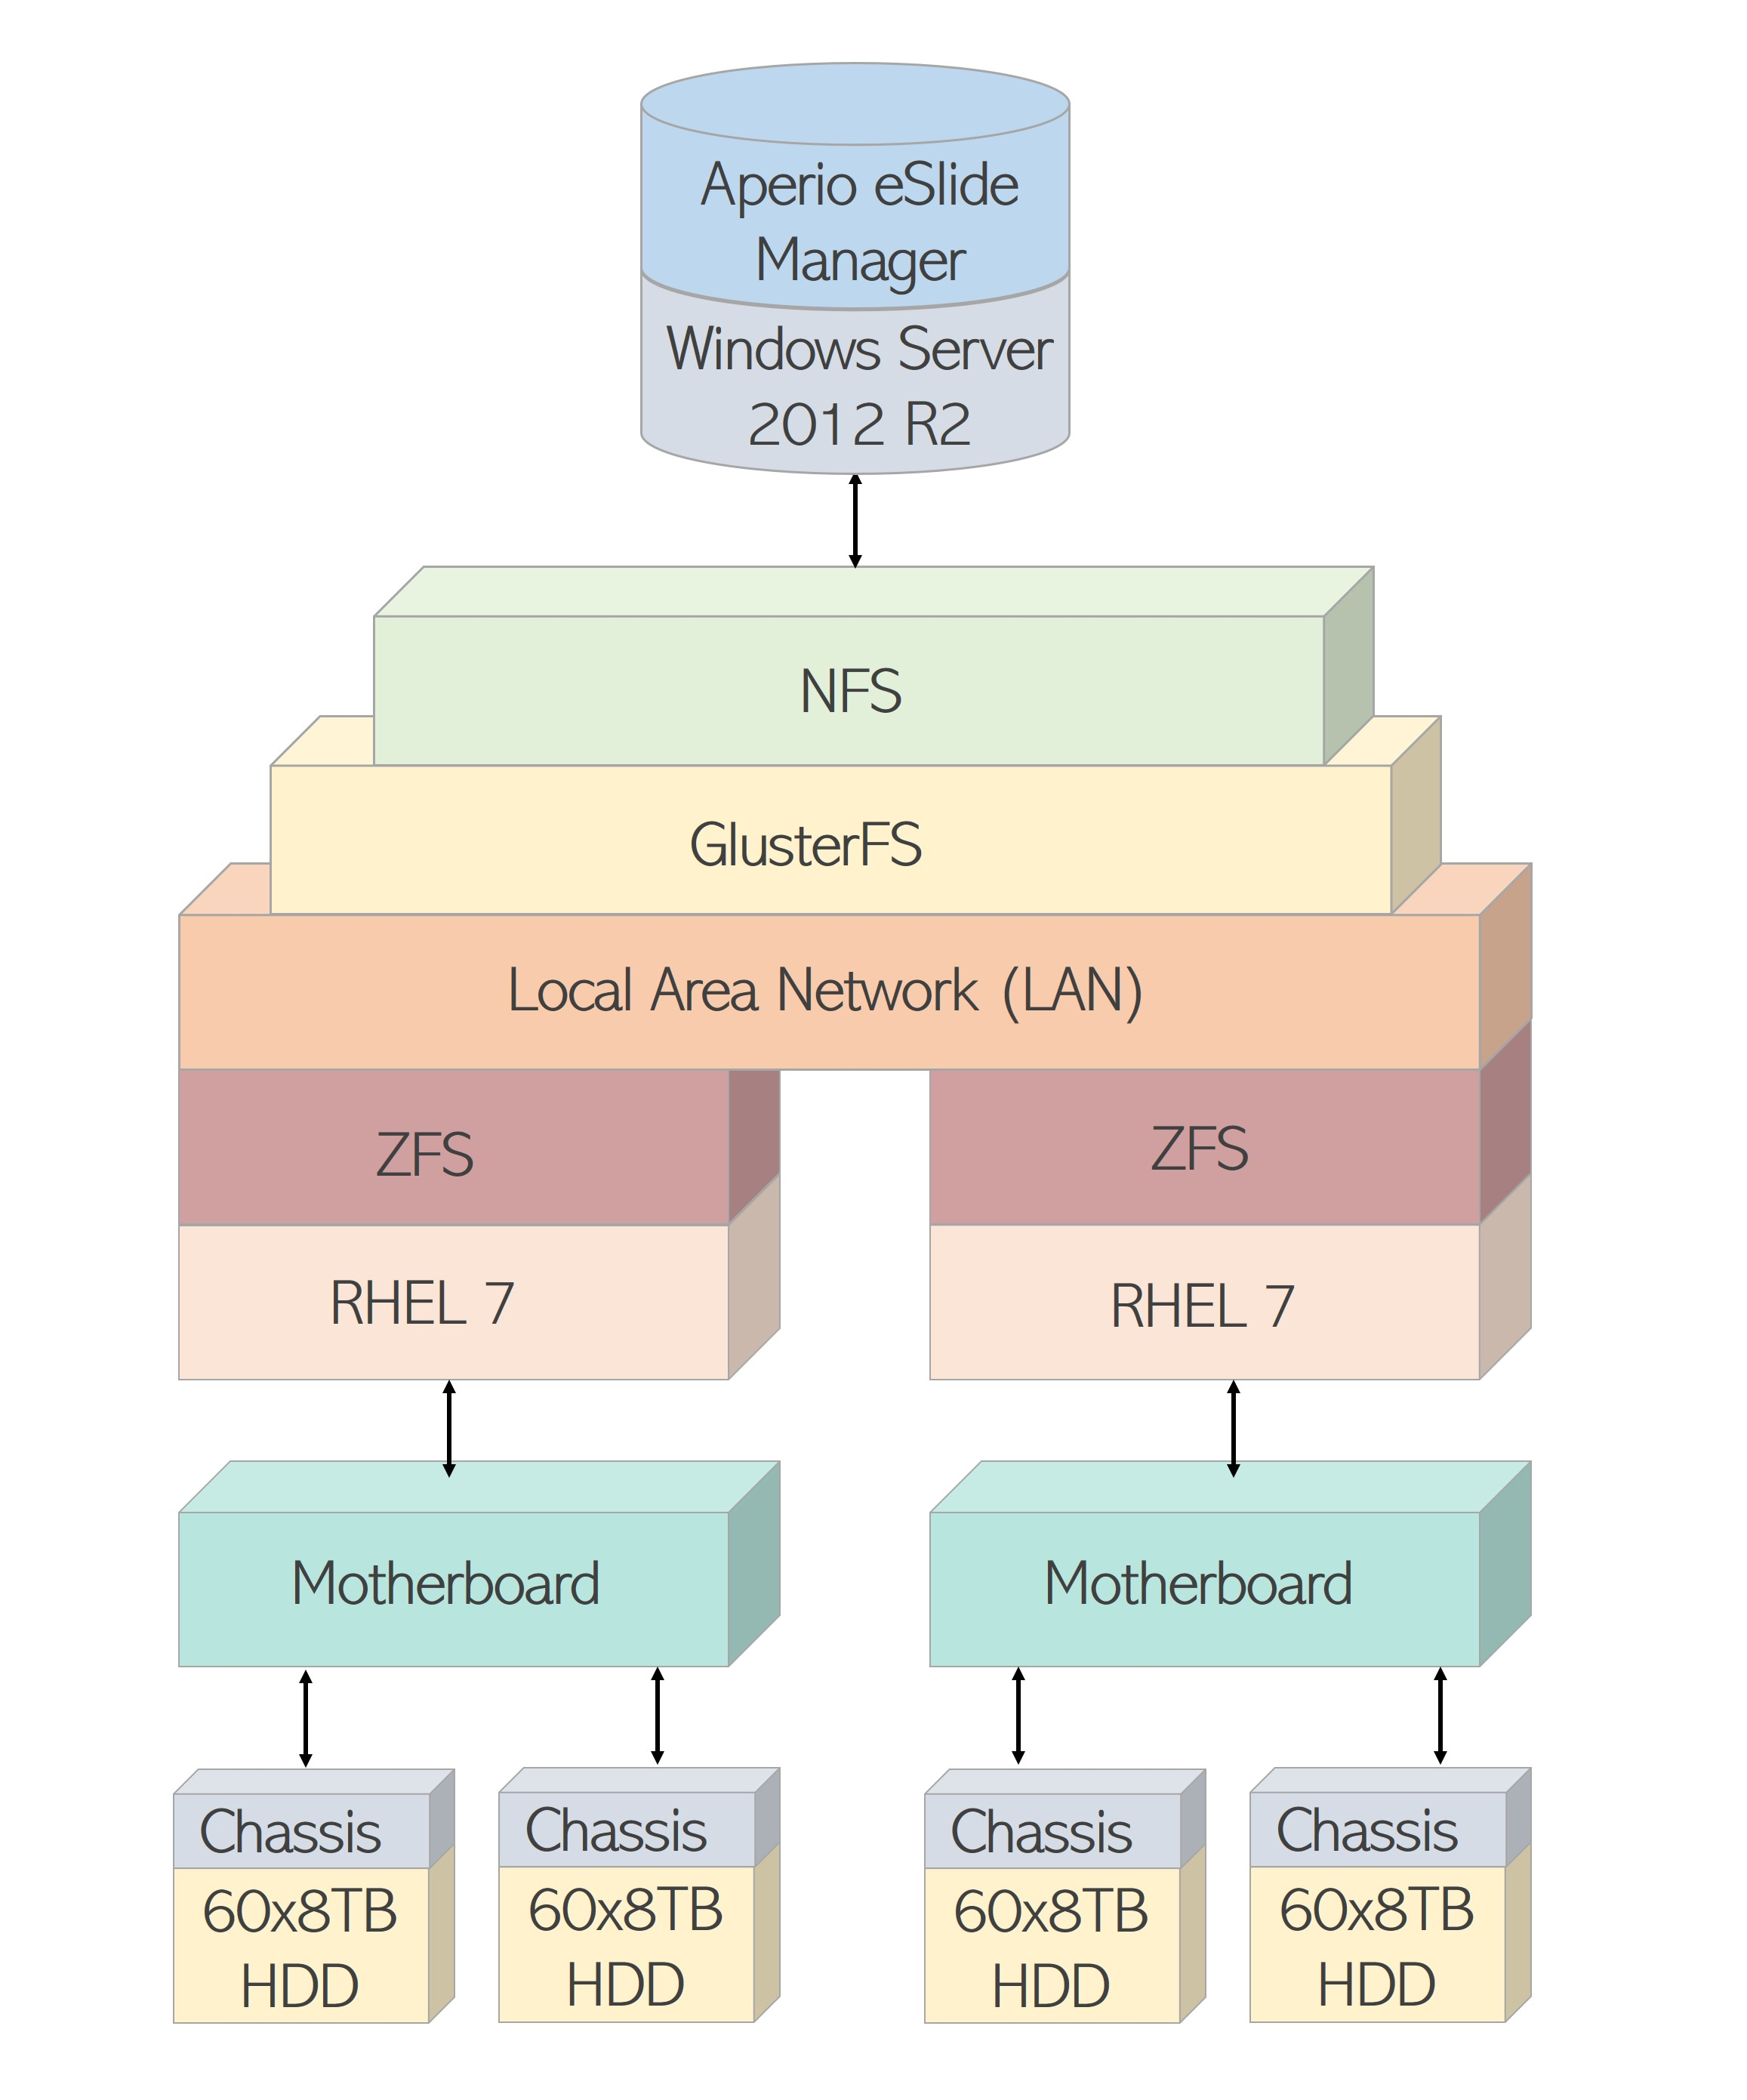 Aperio eSlide
Manager
Windows Server
2012 R2
NFS
GlusterFS
Local Area Network (LAN)
ZFS
ZFS
RHEL 7
RHEL 7
Motherboard
Motherboard
Chassis
60x8TB
HDD
Chassis
60x8TB
HDD
Chassis
60x8TB
HDD
Chassis
60x8TB
HDD